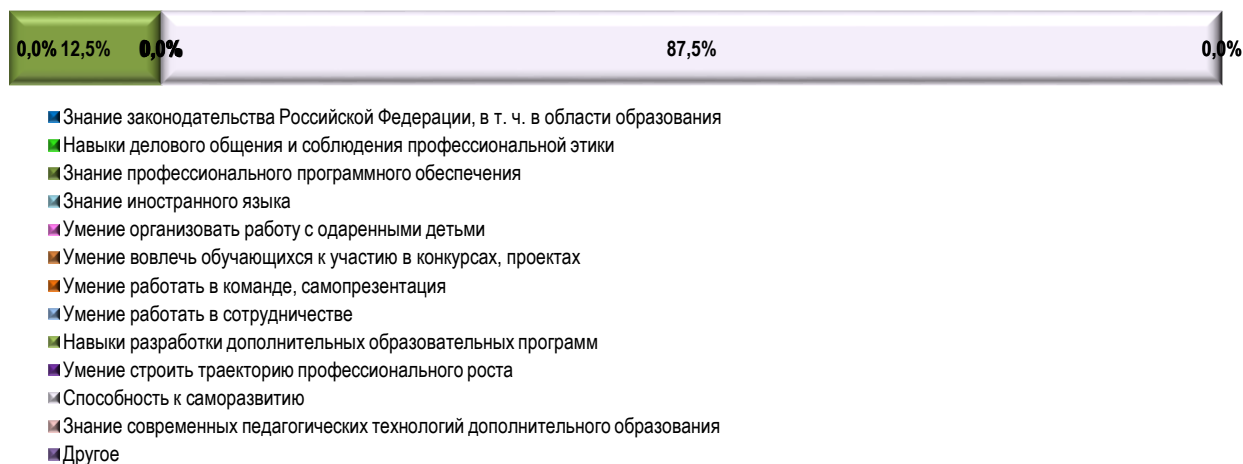 0,0% 12,5% 0,0% 87,5% 0,0%
Знание законодательства Российской Федерации, в т. ч. в области образования
Навыки делового общения и соблюдения профессиональной этики
Знание профессионального программного обеспечения
Знание иностранного языка
Умение организовать работу с одаренными детьми
Умение вовлечь обучающихся к участию в конкурсах, проектах
Умение работать в команде, самопрезентация
Умение работать в сотрудничестве
Навыки разработки дополнительных образовательных программ
Умение строить траекторию профессионального роста
Способность к саморазвитию
Знание современных педагогических технологий дополнительного образования
Другое